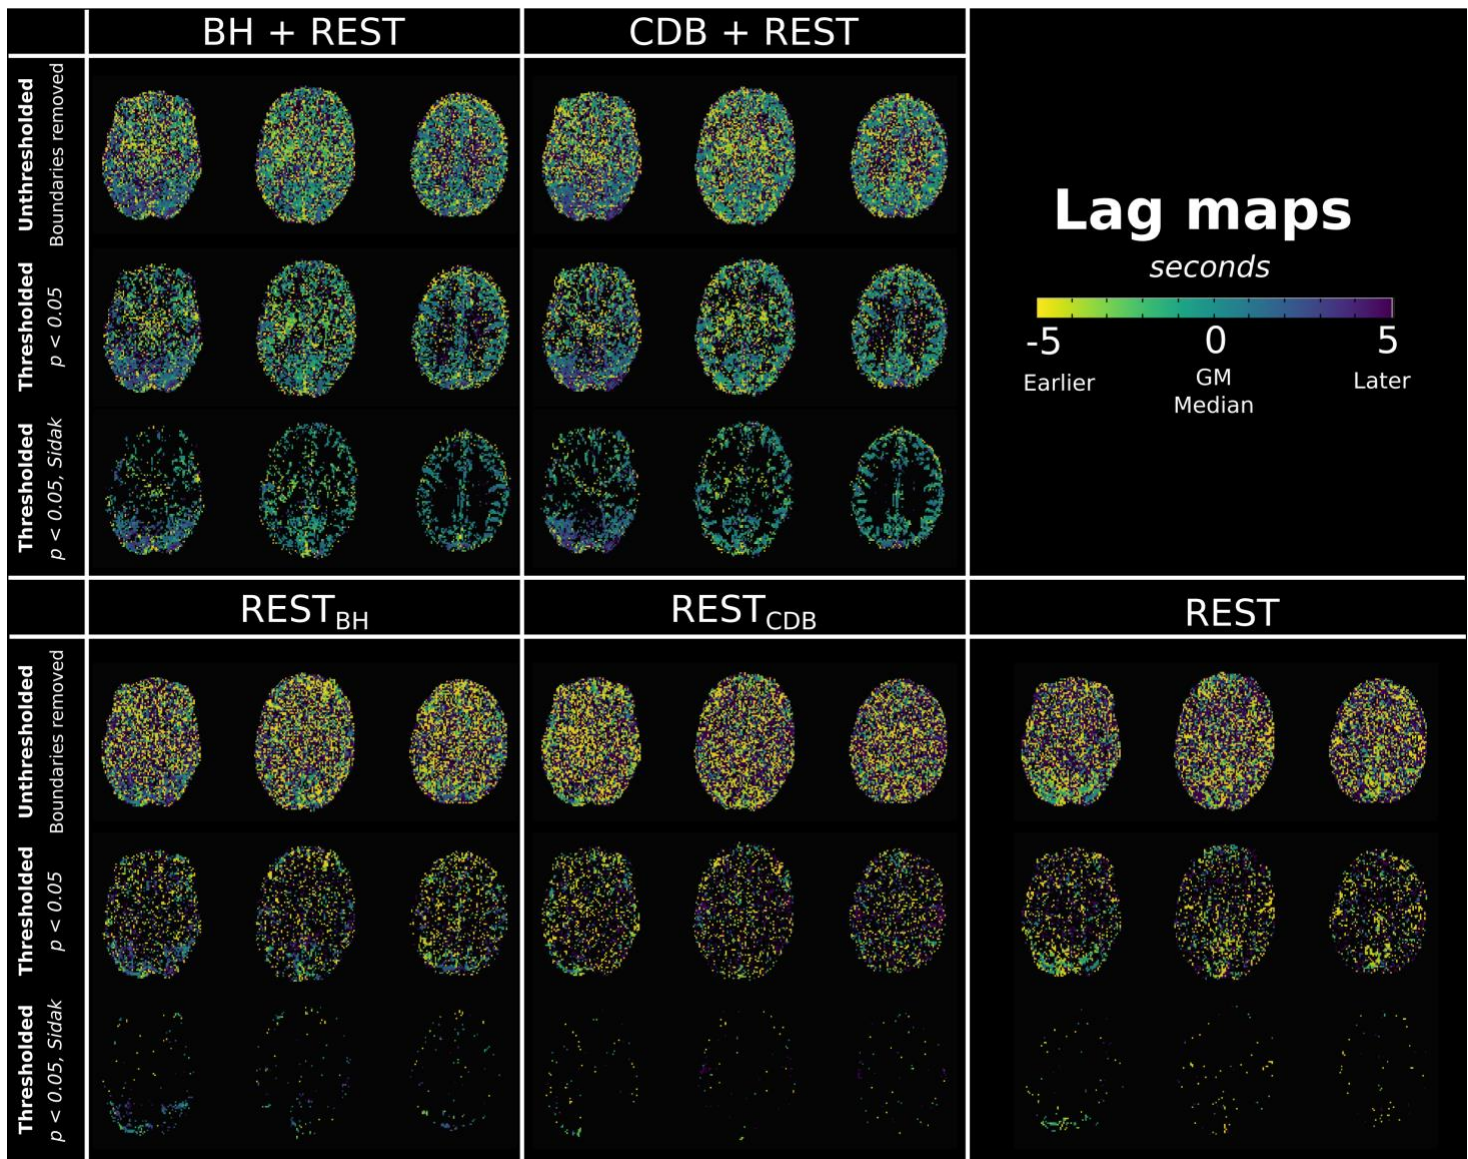 BH + REST
CDB + REST
Unthresholded
Boundaries removed
Thresholded
p < 0.05
Thresholded
p < 0.05, Sidak
Lag maps
seconds
-5
0
5
Earlier
GM
Median
Later
REST_BH
REST_CDB
REST
Unthresholded
Boundaries removed
Thresholded
p < 0.05
Thresholded
p < 0.05, Sidak